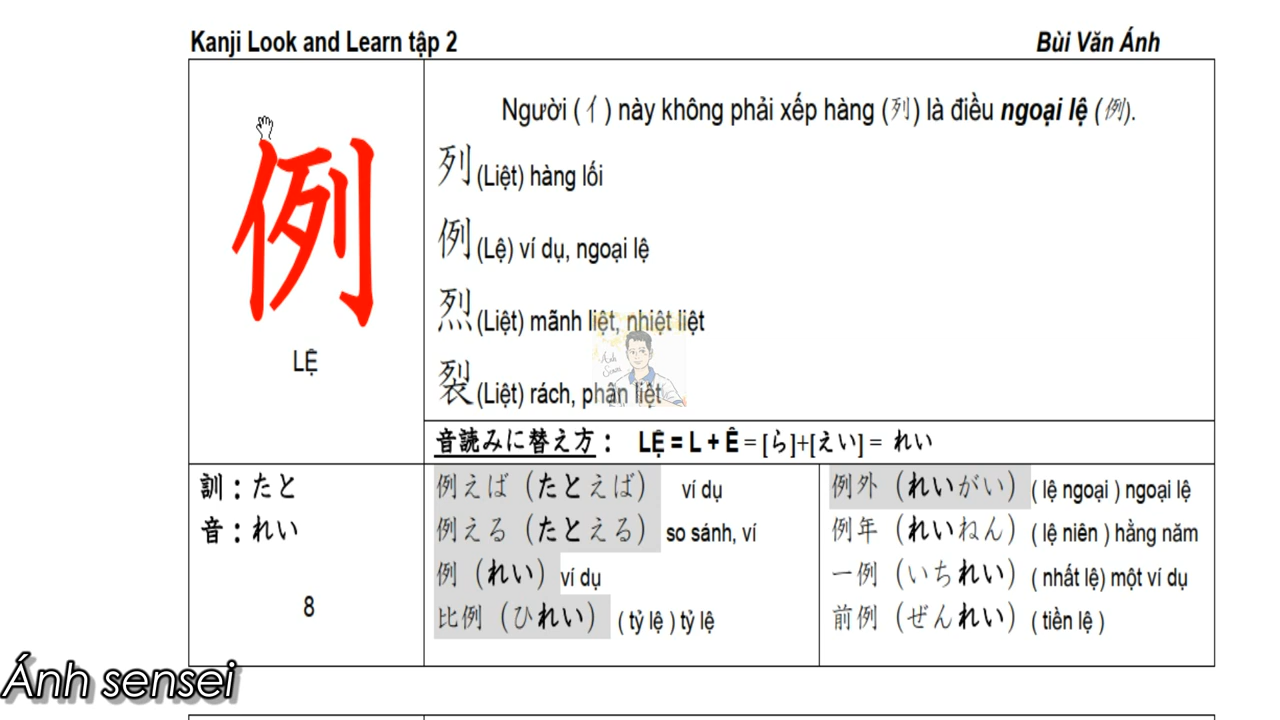 Kanji Look and Learn tập 2
Bùi Văn Ánh
例
LỆ
Người (亻) này không phải xếp hàng (列) là điều ngoại lệ (例).
列 (Liệt) hàng lối
例 (Lệ) ví dụ, ngoại lệ
烈 (Liệt) mãnh liệt, nhiệt liệt
裂 (Liệt) rách, phân liệt
Ánh
Sensei
音読みに替え方： LỆ = L + Ê = [ら]+[えい] = れい
訓：たと
音：れい
8
例えば（たとえば） ví dụ
例える（たとえる） so sánh, ví
例（れい） ví dụ
比例（ひれい） ( tỷ lệ ) tỷ lệ
例外（れいがい） ( lệ ngoại ) ngoại lệ
例年（れいねん） ( lệ niên ) hằng năm
一例（いちれい） ( nhất lệ) một ví dụ
前例（ぜんれい） ( tiền lệ )
Ánh sensei